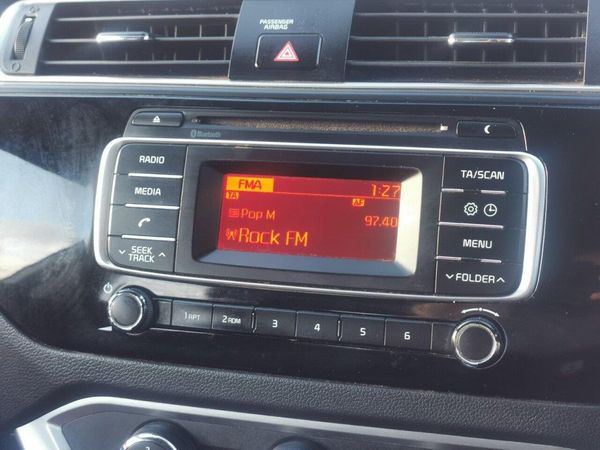 PASSENGER
AIRBAG
Bluetooth
RADIO
MEDIA
SEEK
TRACK
FMA
1:27
TA
AF
Pop M
97.40
Rock FM
TA/SCAN
MENU
FOLDER
1 RPT
2 RDM
3
4
5
6